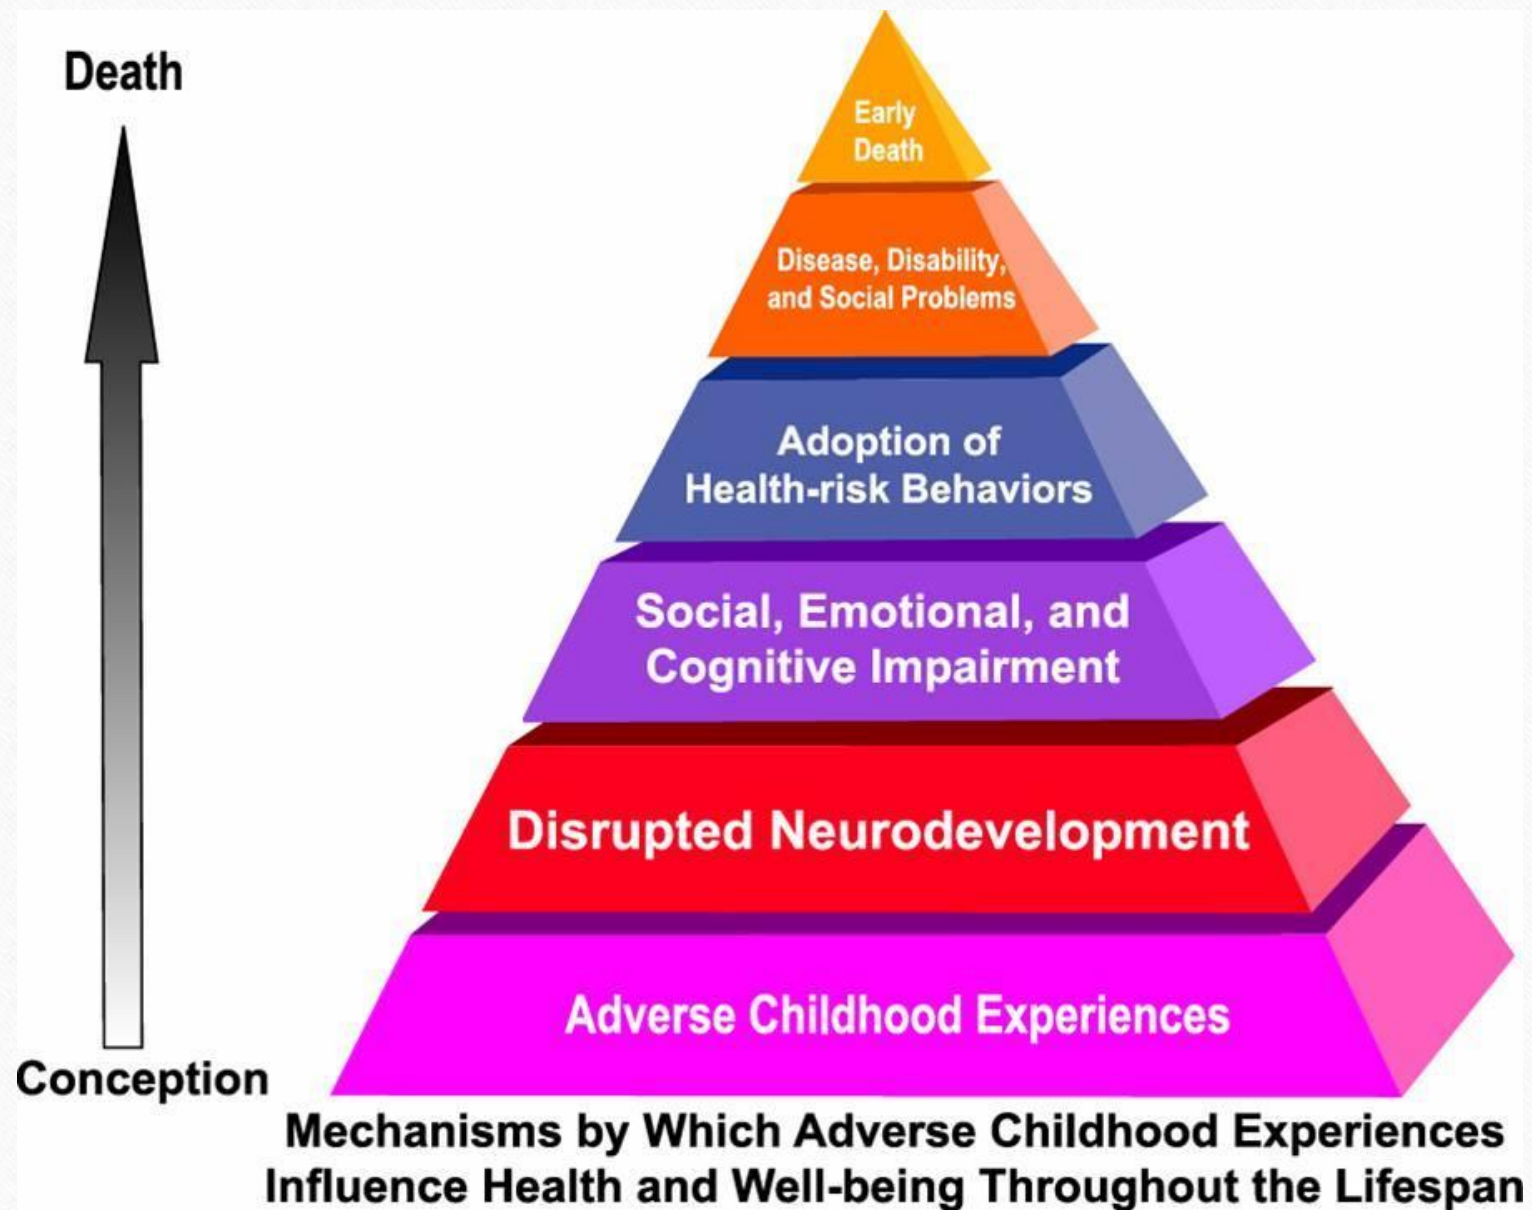 Death
Early
Death
Disease, Disability,
and Social Problems
Adoption of
Health-risk Behaviors
Social, Emotional, and
Cognitive Impairment
Disrupted Neurodevelopment
Adverse Childhood Experiences
Conception
Mechanisms by Which Adverse Childhood Experiences
Influence Health and Well-being Throughout the Lifespan